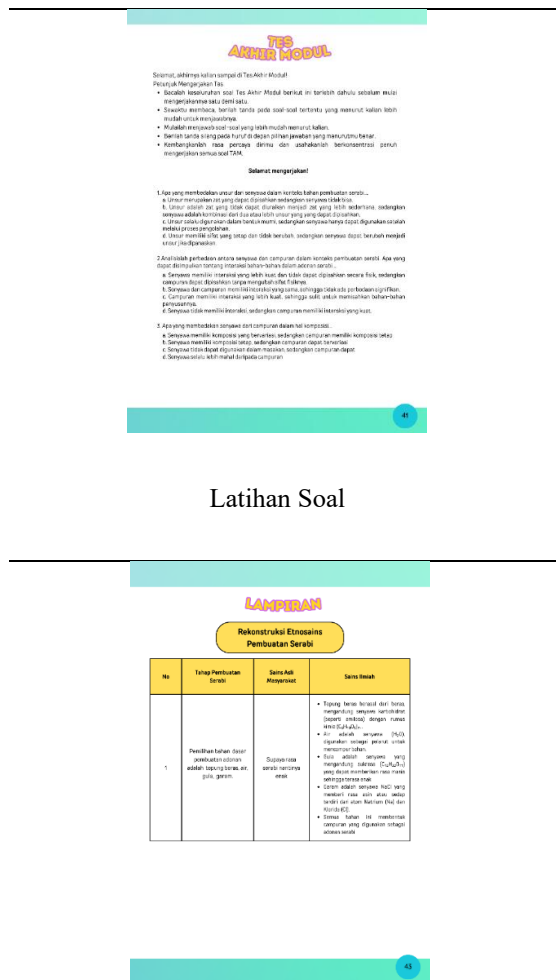 TES
AKHIR MODUL
Selamat, akhirnya kalian sampai di Tes Akhir Modul!
Petunjuk Mengerjakan Tes
• Bacalah keseluruhan soal Tes Akhir Modul berikut ini terlebih dahulu sebelum mulai
mengerjakannya satu demi satu.
• Sewaktu membaca, berilah tanda pada soal-soal tertentu yang menurut kalian lebih
mudah untuk menjawabnya.
• Mulailah menjawab soal-soal yang lebih mudah menurut kalian.
• Berilah tanda silang pada huruf di depan pilihan jawaban yang menurutmu benar.
• Kembangkanlah rasa percaya dirimu dan usahakanlah berkonsentrasi penuh
mengerjakan semua soal TAM.
Selamat mengerjakan!
1. Apa yang membedakan unsur dan senyawa dalam konteks bahan pembuatan serabi...
a. Unsur merupakan zat yang dapat dipisahkan sedangkan senyawa tidak bisa.
b. Unsur adalah zat yang tidak dapat diuraikan menjadi zat yang lebih sederhana, sedangkan
senyawa adalah kombinasi dari dua atau lebih unsur yang yang dapat dipisahkan.
c. Unsur selalu digunakan dalam bentuk murni, sedangkan senyawa hanya dapat digunakan setelah
melalui proses pengolahan.
d. Unsur memiliki sifat yang tetap dan tidak berubah, sedangkan senyawa dapat berubah menjadi
unsur jika dipanaskan.
2. Analisislah perbedaan antara senyawa dan campuran dalam konteks pembuatan serabi. Apa yang
dapat disimpulkan tentang interaksi bahan-bahan dalam adonan serabi...
a. Senyawa memiliki interaksi yang lebih kuat dan tidak dapat dipisahkan secara fisik, sedangkan
campuran dapat dipisahkan tanpa mengubah sifat fisiknya
b. Senyawa dan campuran memiliki interaksi yang sama, sehingga tidak ada perbedaan signifikan.
c. Campuran memiliki interaksi yang lebih kuat, sehingga sulit untuk memisahkan bahan-bahan
penyusunnya.
d. Senyawa tidak memiliki interaksi, sedangkan campuran memiliki interaksi yang kuat.
3. Apa yang membedakan senyawa dari campuran dalam hal komposisi...
a. Senyawa memiliki komposisi yang bervariasi, sedangkan campuran memiliki komposisi tetap
b. Senyawa memiliki komposisi tetap, sedangkan campuran dapat bervariasi
c. Senyawa tidak dapat digunakan dalam masakan, sedangkan campuran dapat
d. Senyawa selalu lebih mahal daripada campuran
41
Latihan Soal
LAMPIRAN
Rekonstruksi Etnosains
Pembuatan Serabi
No
Tahap Pembuatan
Serabi
Sains Asli
Masyarakat
Sains Ilmiah
1
Pemilihan bahan dasar
pembuatan adonan
adalah tepung beras, air,
gula, garam.
Supaya rasa
serabi nantinya
enak
• Tepung beras berasal dari beras,
mengandung senyawa karbohidrat
(seperti amilosa) dengan rumus
kimia (C₆H₁₀O₅)ₙ.
• Air adalah senyawa (H₂O),
digunakan sebagai pelarut untuk
mencampur bahan.
• Gula adalah senyawa yang
mengandung sukrosa (C₁₂H₂₂O₁₁)
yang dapat memberikan rasa manis
sehingga terasa enak
• Garam adalah senyawa NaCl yang
memberi rasa asin atau sedap
terdiri dari atom Natrium (Na) dan
Klorida (Cl).
• Semua bahan ini membentuk
campuran yang digunakan sebagai
adonan serabi
43